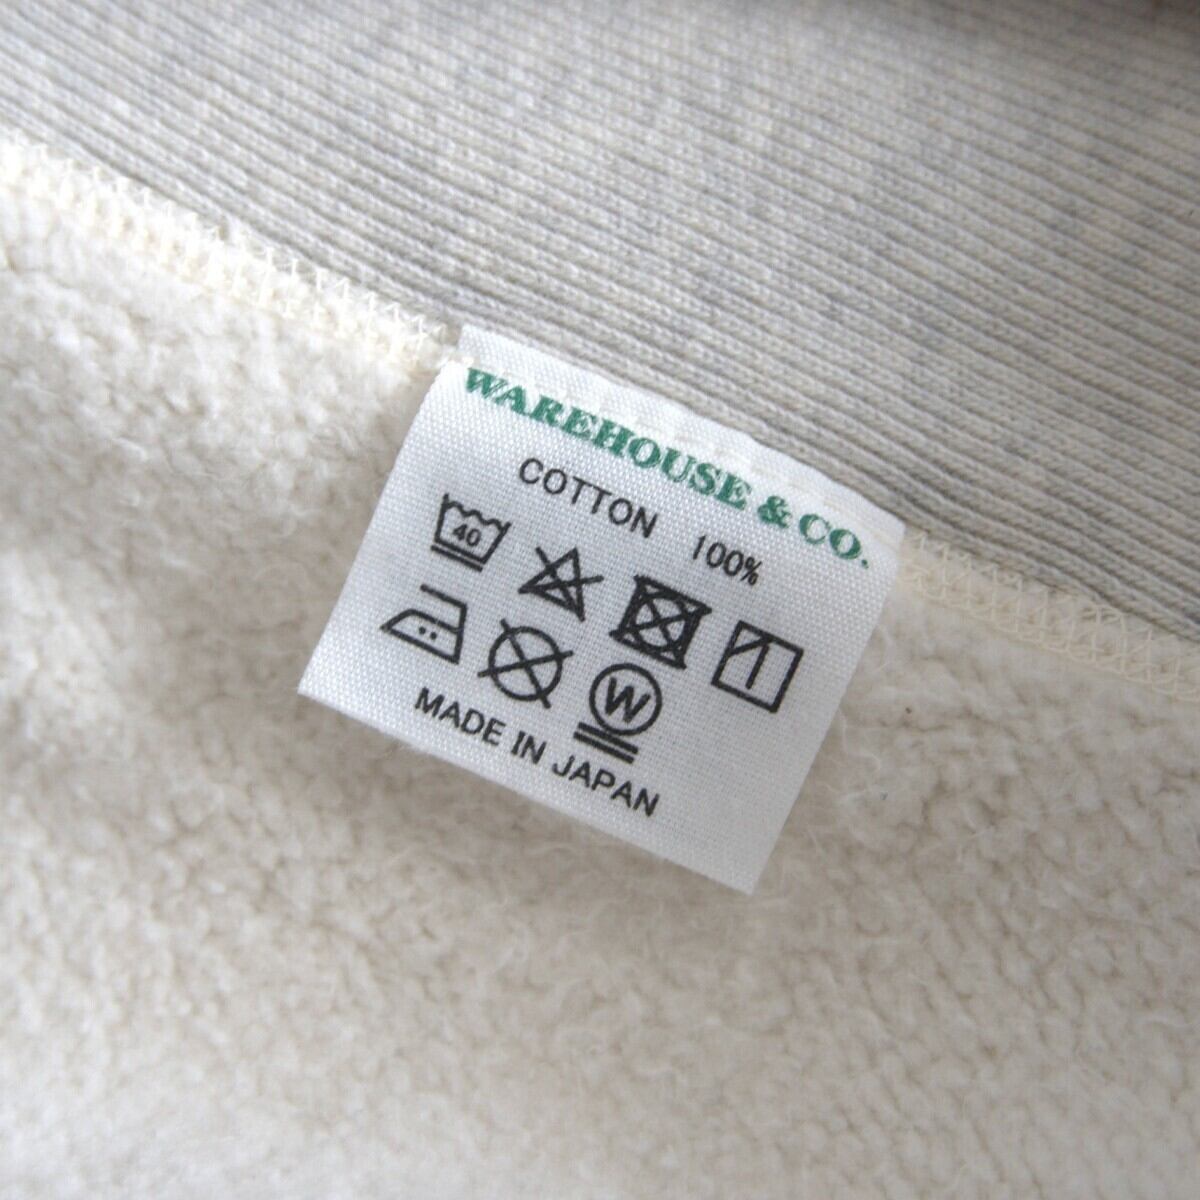 WAREHOUSE & CO.
COTTON 100%
40
W
MADE IN JAPAN